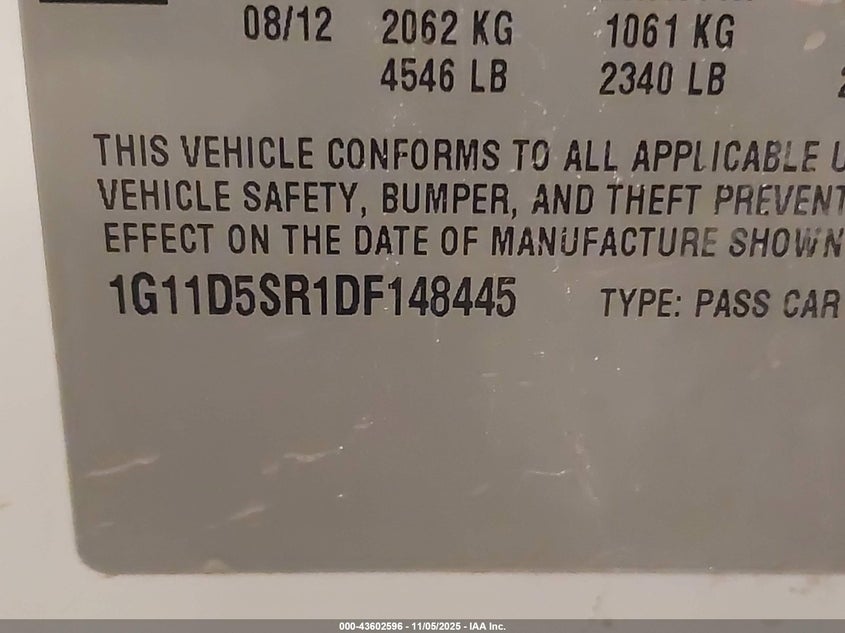 08/12 2062 KG 1061 KG
4546 LB 2340 LB
THIS VEHICLE CONFORMS TO ALL APPLICABLE U
VEHICLE SAFETY, BUMPER, AND THEFT PREVENT
EFFECT ON THE DATE OF MANUFACTURE SHOWN
1G11D5SR1DF148445 TYPE: PASS CAR
000-43602596 - 11/05/2025 - IAA Inc.